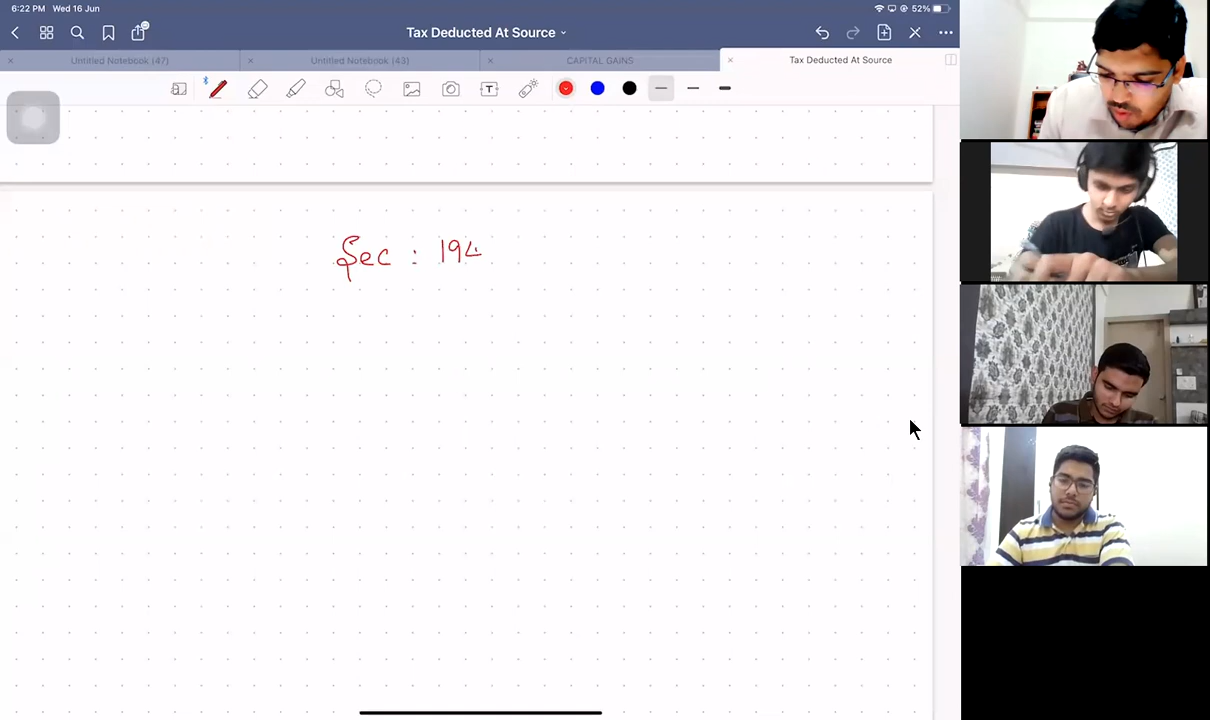 6:22 PM Wed 16 Jun
52%
Tax Deducted At Source
Untitled Notebook (47)
Untitled Notebook (43)
CAPITAL GAINS
Tax Deducted At Source
T
Sec : 194